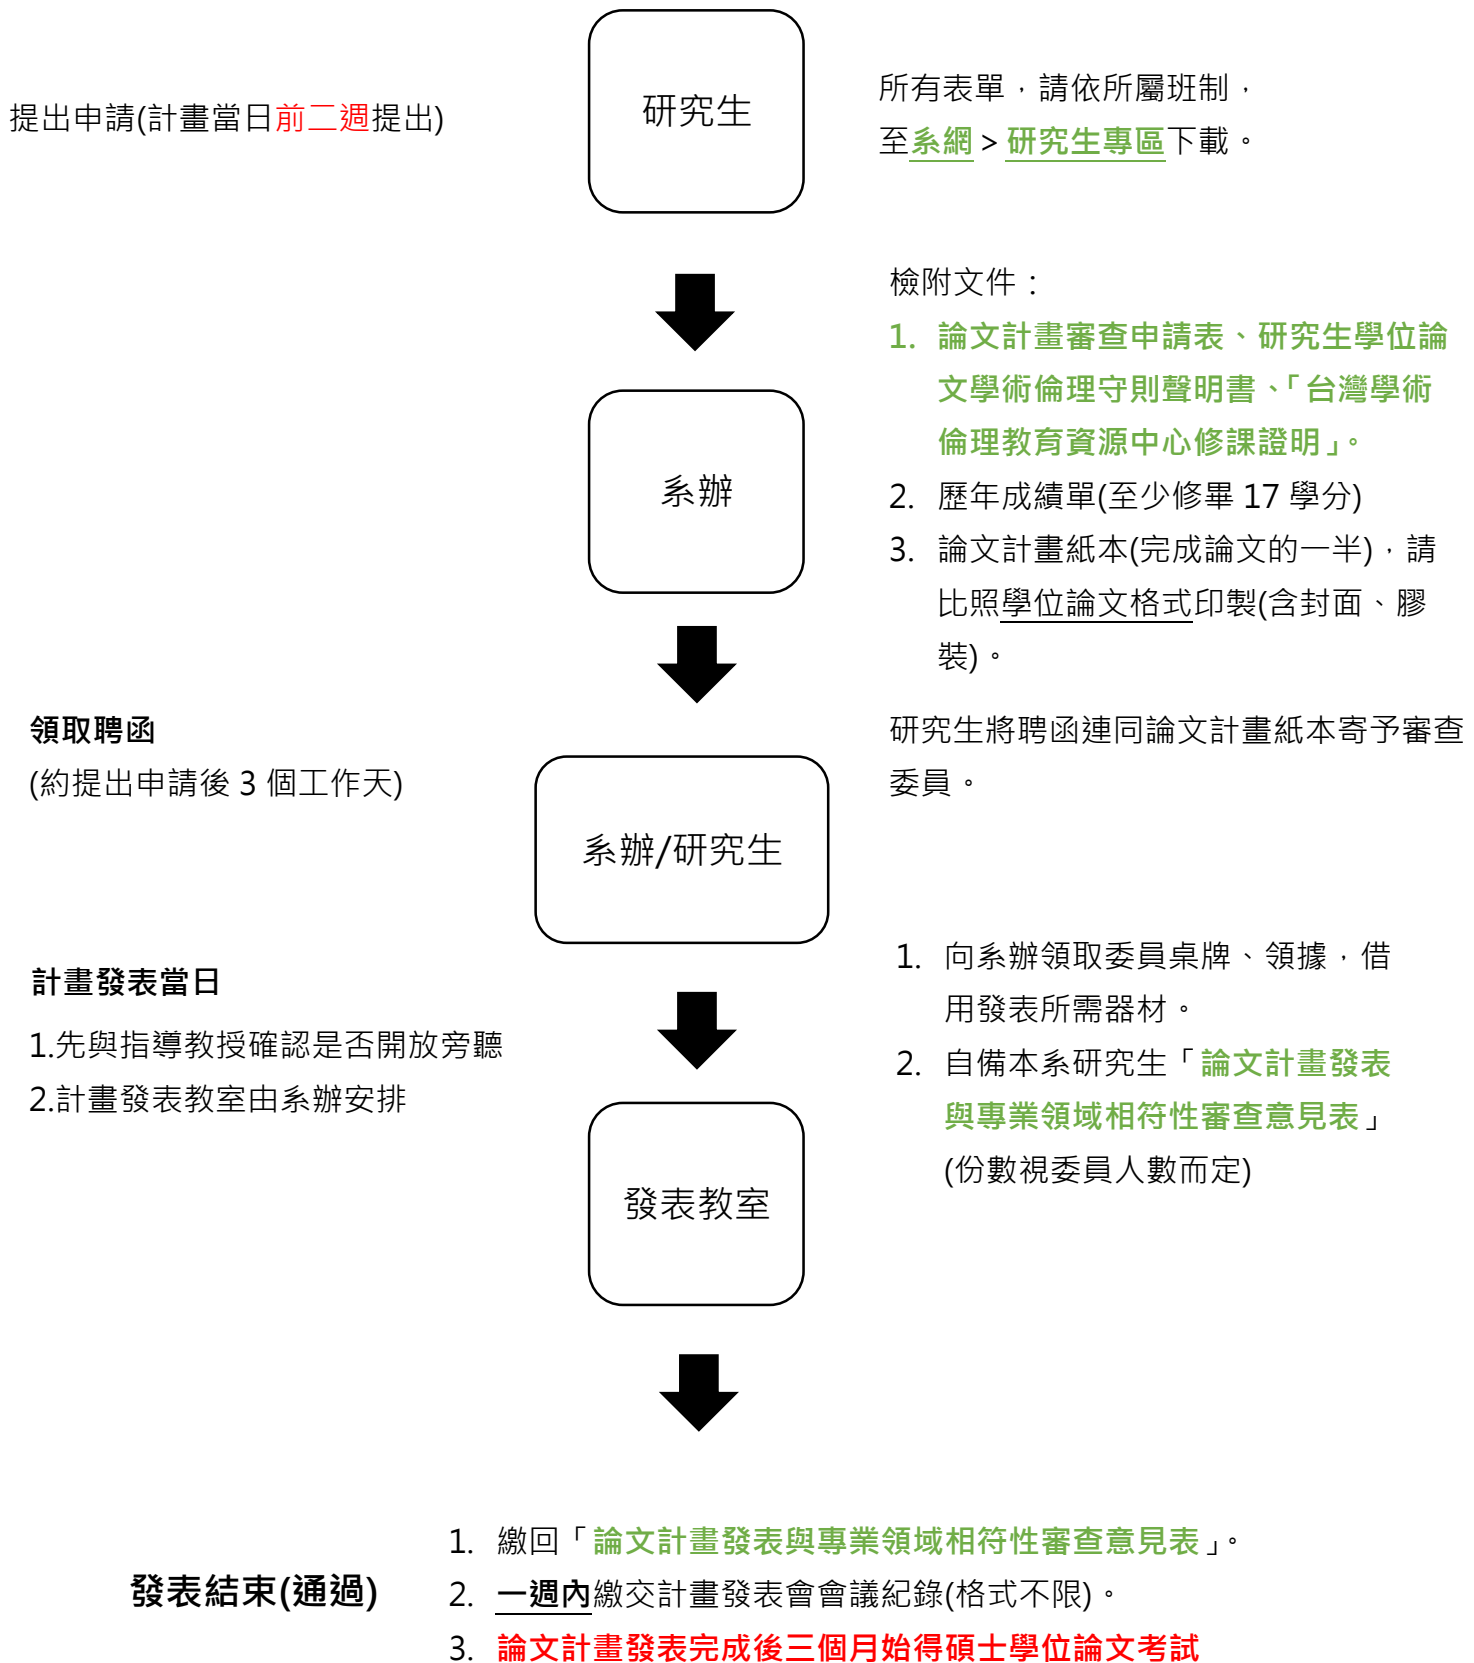 研究生
提出申請(計畫當日前二週提出)
所有表單，請依所屬班制，
至系網 > 研究生專區下載。
檢附文件：
1. 論文計畫審查申請表、研究生學位論
文學術倫理守則聲明書、「台灣學術
倫理教育資源中心修課證明」。
2. 歷年成績單(至少修畢 17 學分)
3. 論文計畫紙本(完成論文的一半)，請
比照學位論文格式印製(含封面、膠
裝)。
系辦
領取聘函
(約提出申請後 3 個工作天)
研究生將聘函連同論文計畫紙本寄予審查
委員。
系辦/研究生
計畫發表當日
1.先與指導教授確認是否開放旁聽
2.計畫發表教室由系辦安排
1. 向系辦領取委員桌牌、領據，借
用發表所需器材。
2. 自備本系研究生「論文計畫發表
與專業領域相符性審查意見表」
(份數視委員人數而定)
發表教室
發表結束(通過)
1. 繳回「論文計畫發表與專業領域相符性審查意見表」。
2. 一週內繳交計畫發表會會議紀錄(格式不限)。
3. 論文計畫發表完成後三個月始得碩士學位論文考試